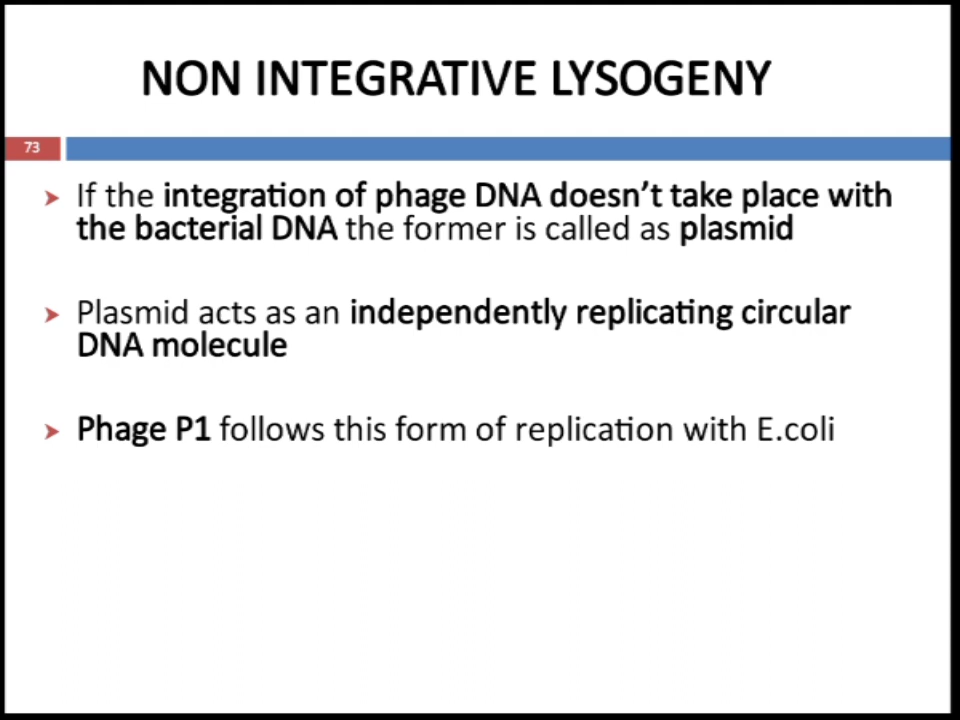 NON INTEGRATIVE LYSOGENY
73
If the integration of phage DNA doesn't take place with
the bacterial DNA the former is called as plasmid
Plasmid acts as an independently replicating circular
DNA molecule
Phage P1 follows this form of replication with E.coli